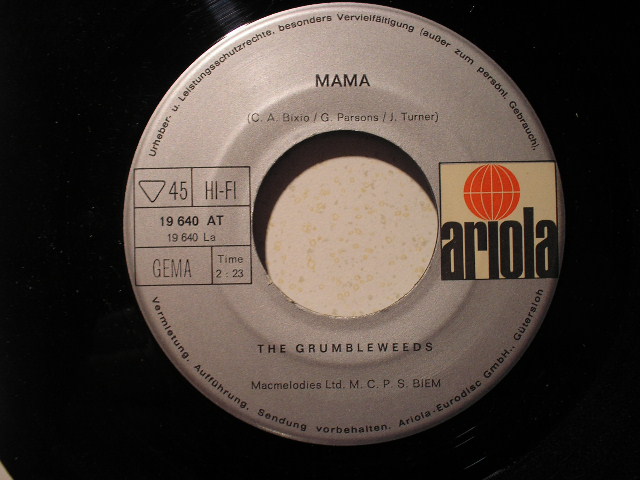 Urheber- u. Leistungsschutzrechte, besonders Vervielfältigung (außer zum persönl. Gebrauch),
MAMA
(C. A. Bixio / G. Parsons / J. Turner)
45 HI-FI
19 640 AT
19 640 La
GEMA
Time
2 : 23
ariola
THE GRUMBLEWEEDS
Macmelodies Ltd. M. C. P. S. BIEM
Vermietung, Aufführung, Sendung vorbehalten. Ariola-Eurodisc GmbH., Gütersloh